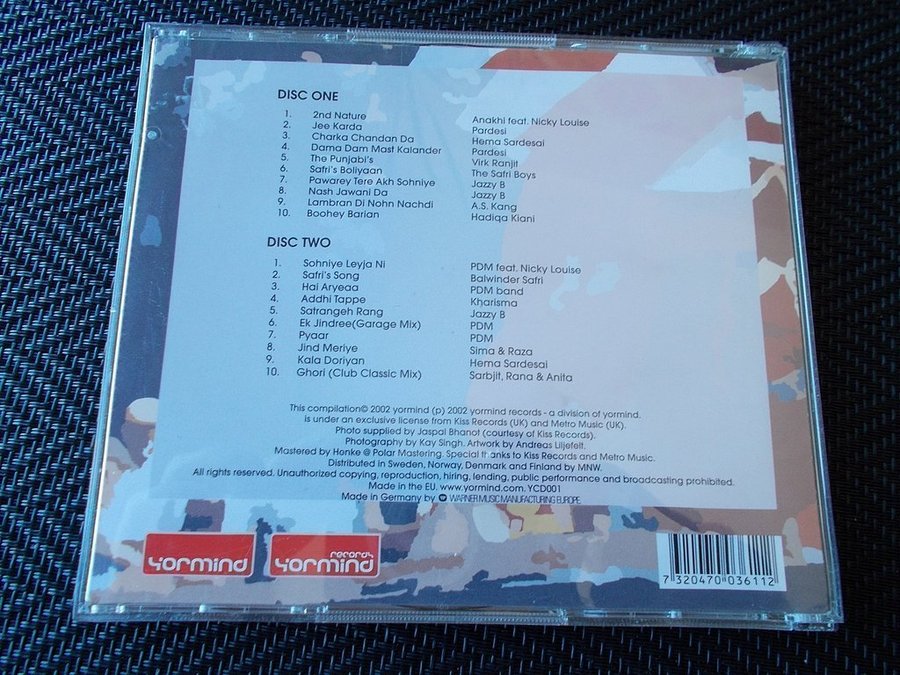 DISC ONE
1. 2nd Nature Anakhi feat. Nicky Louise
2. Jee Karda Pardesi
3. Charka Chandan Da Hema Sardesai
4. Dama Dam Mast Kalander Pardesi
5. The Punjabi's Virk Ranjit
6. Safri's Boliyaan The Safri Boys
7. Pawarey Tere Akh Sohniye Jazzy B
8. Nash Jawani Da Jazzy B
9. Lambran Di Nohn Nachdi A.S. Kang
10. Boohey Barian Hadiqa Kiani
DISC TWO
1. Sohniye Leyja Ni PDM feat. Nicky Louise
2. Safri's Song Balwinder Safri
3. Hai Aryeaa PDM band
4. Addhi Tappe Kharisma
5. Satrangeh Rang Jazzy B
6. Ek Jindree(Garage Mix) PDM
7. Pyaar PDM
8. Jind Meriye Sima & Raza
9. Kala Doriyan Hema Sardesai
10. Ghori (Club Classic Mix) Sarbjit, Rana & Anita
This compilation© 2002 yormind (p) 2002 yormind records - a division of yormind,
is under an exclusive license from Kiss Records (UK) and Metro Music (UK).
Photo supplied by Jaspal Bhanot (courtesy of Kiss Records).
Photography by Kay Singh. Artwork by Andreas Liljefelt.
Mastered by Henke @ Polar Mastering. Special thanks to Kiss Records and Metro Music.
Distributed in Sweden, Norway, Denmark and Finland by MNW.
All rights reserved. Unauthorized copying, reproduction, hiring, lending, public performance and broadcasting prohibited.
Made in the EU. www.yormind.com. YCD001
Made in Germany by WARNER MUSIC MANUFACTURING EUROPE
yormind
records
yormind
7 320470 036112